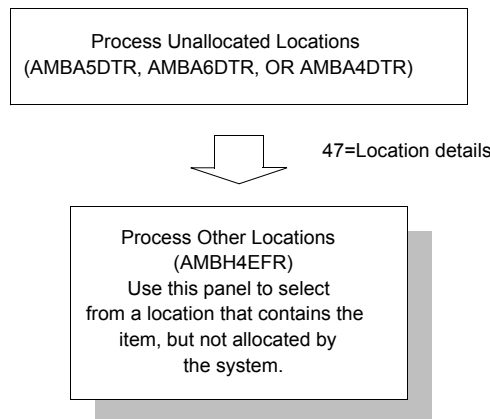 Process Unallocated Locations
(AMBA5DTR, AMBA6DTR, OR AMBA4DTR)
47=Location details
Process Other Locations
(AMBH4EFR)
Use this panel to select
from a location that contains the
item, but not allocated by
the system.